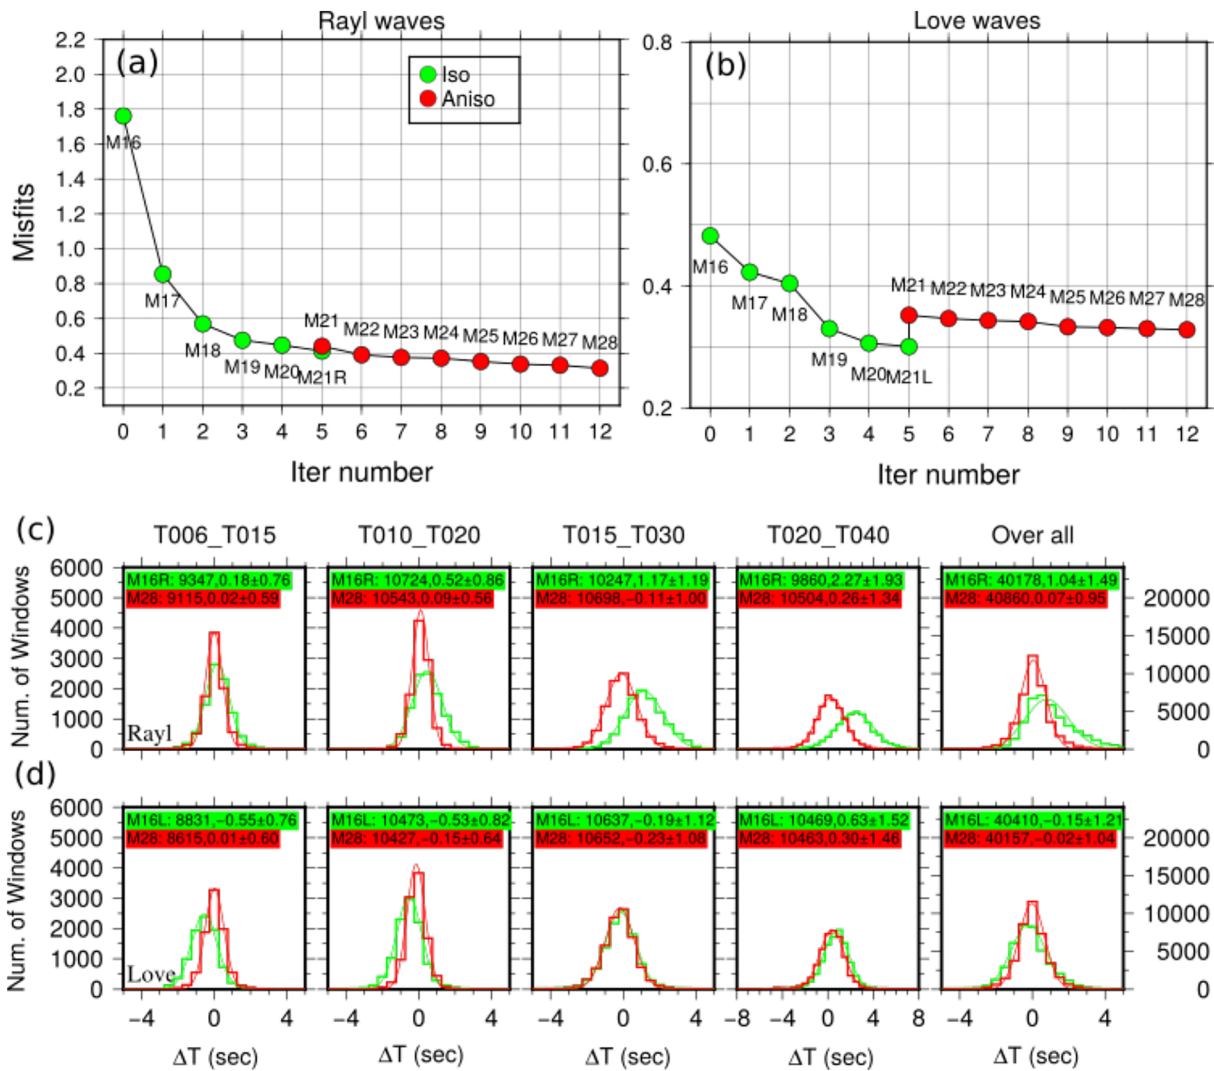 Rayl waves
Love waves
(a)
Iso
Aniso
2.2
2.0
1.8
1.6
1.4
1.2
1.0
0.8
0.6
0.4
0.2
Misfits
M16
M17
M18
M19
M20
M21R
M21
M22
M23
M24
M25
M26
M27
M28
0 1 2 3 4 5 6 7 8 9 10 11 12
Iter number
(b)
0.8
0.6
0.4
0.2
M16
M17
M18
M19
M20
M21L
M21
M22
M23
M24
M25
M26
M27
M28
0 1 2 3 4 5 6 7 8 9 10 11 12
Iter number
(c)
T006_T015
T010_T020
T015_T030
T020_T040
Over all
6000
5000
4000
3000
2000
1000
0
Num. of Windows
M16R: 9347,0.18±0.76
M28: 9115,0.02±0.59
Rayl
M16R: 10724,0.52±0.86
M28: 10543,0.09±0.56
M16R: 10247,1.17±1.19
M28: 10698,−0.11±1.00
M16R: 9860,2.27±1.93
M28: 10504,0.26±1.34
M16R: 40178,1.04±1.49
M28: 40860,0.07±0.95
20000
15000
10000
5000
0
(d)
6000
5000
4000
3000
2000
1000
0
Num. of Windows
M16L: 8831,−0.55±0.76
M28: 8615,0.01±0.60
Love
M16L: 10473,−0.53±0.82
M28: 10427,−0.15±0.64
M16L: 10637,−0.19±1.12
M28: 10652,−0.23±1.08
M16L: 10469,0.63±1.52
M28: 10463,0.30±1.46
M16L: 40410,−0.15±1.21
M28: 40157,−0.02±1.04
20000
15000
10000
5000
0
−4 0 4
−4 0 4
−4 0 4
−8 −4 0 4 8
−4 0 4
ΔT (sec)
ΔT (sec)
ΔT (sec)
ΔT (sec)
ΔT (sec)